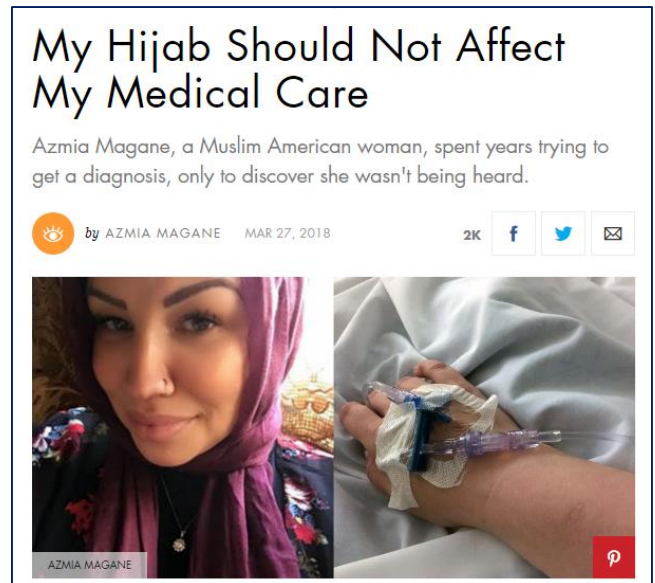 My Hijab Should Not Affect
My Medical Care
Azmia Magane, a Muslim American woman, spent years trying to
get a diagnosis, only to discover she wasn't being heard.
by AZMIA MAGANE MAR 27, 2018 2K
AZMIA MAGANE